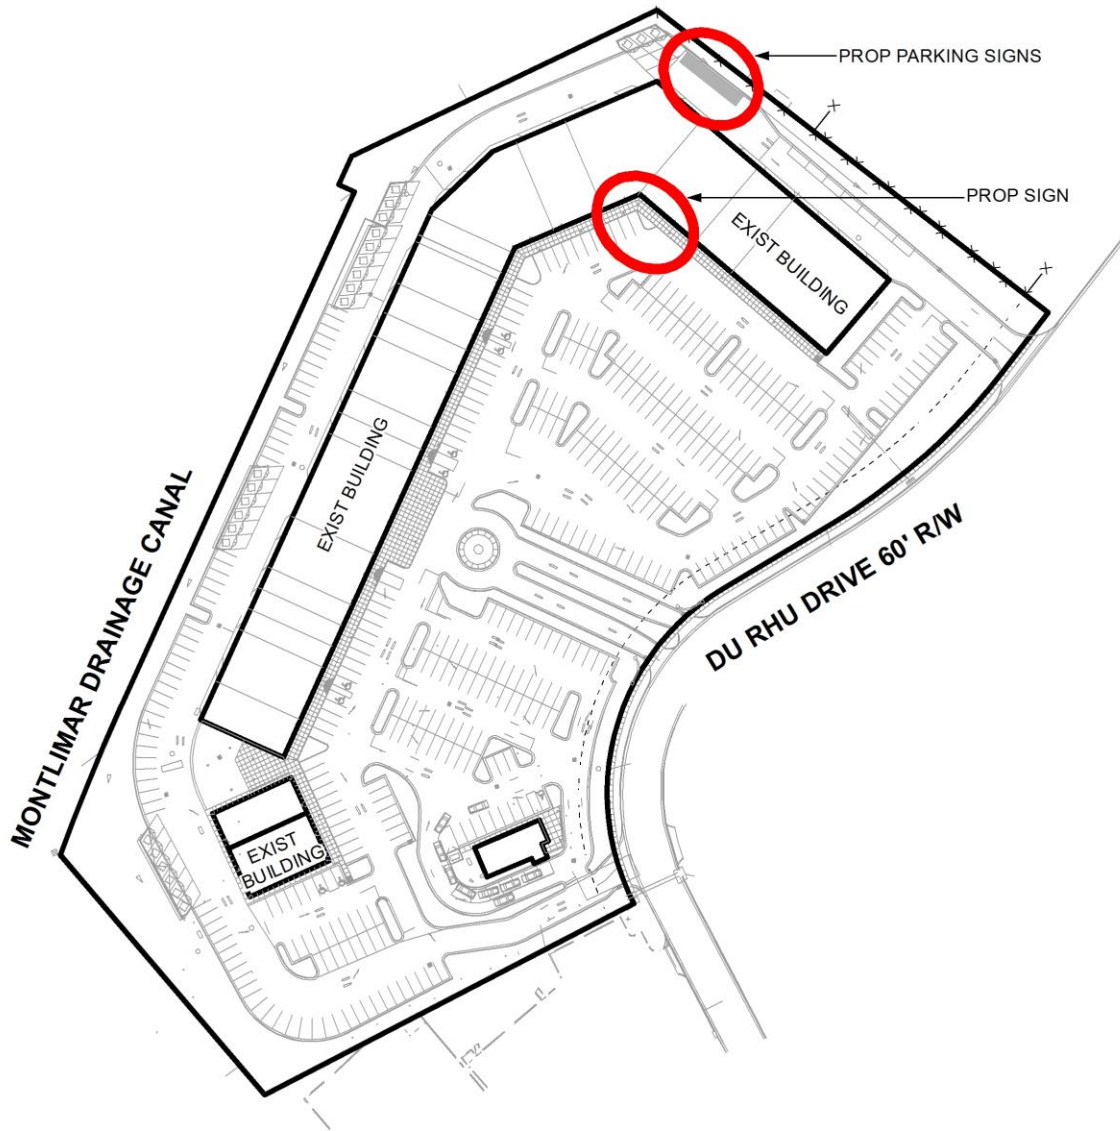 PROP PARKING SIGNS
X
PROP SIGN
EXIST BUILDING
X
EXIST BUILDING
MONTLIMAR DRAINAGE CANAL
DU RHU DRIVE 60' R/W
EXIST
BUILDING